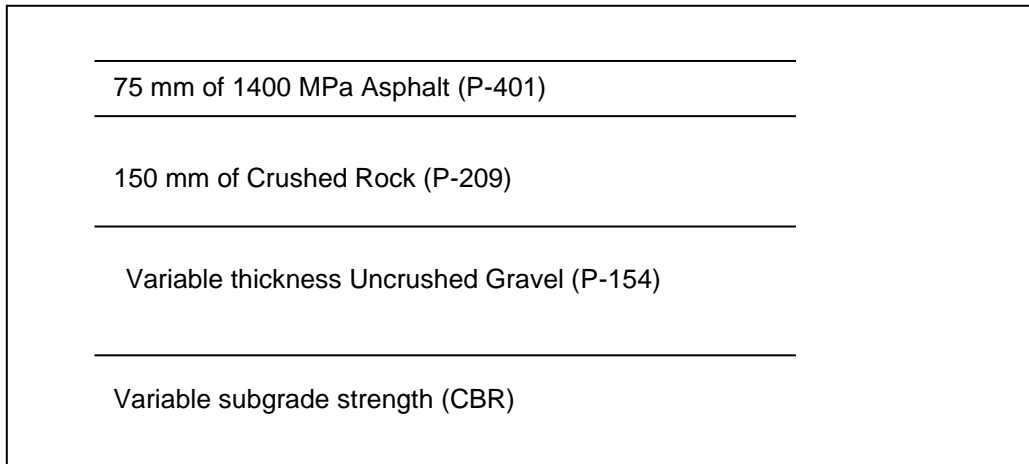 75 mm of 1400 MPa Asphalt (P-401)
150 mm of Crushed Rock (P-209)
Variable thickness Uncrushed Gravel (P-154)
Variable subgrade strength (CBR)